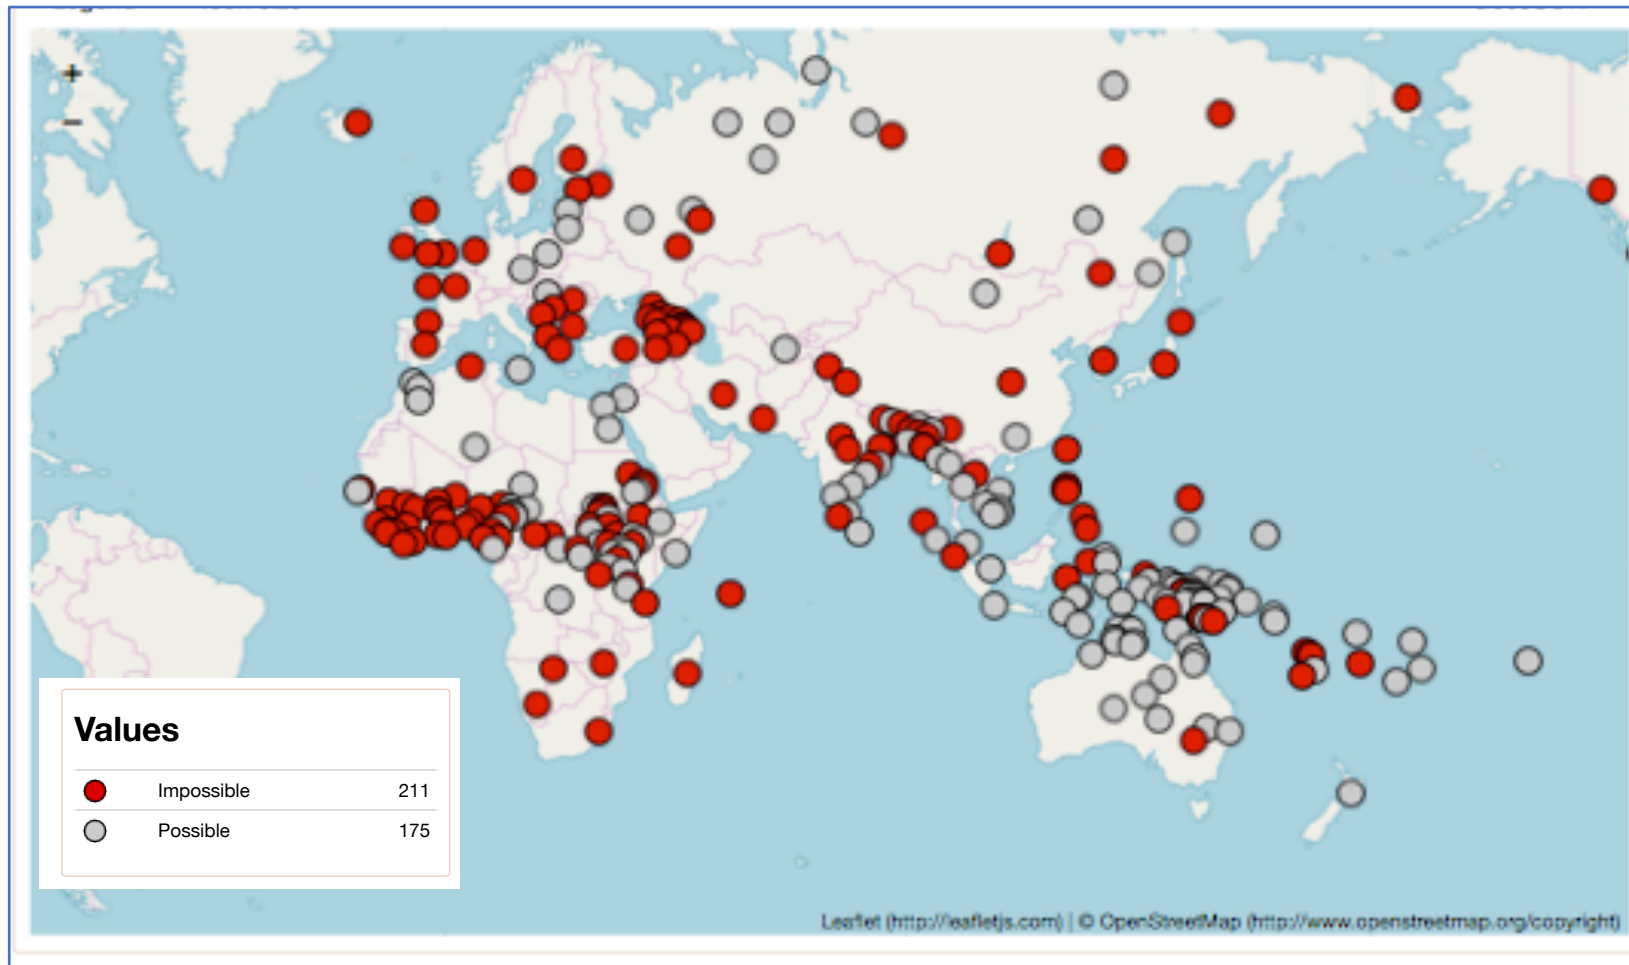 +
−
Values
Impossible 211
Possible 175
Leaflet (http://leafletjs.com) | © OpenStreetMap (http://www.openstreetmap.org/copyright)